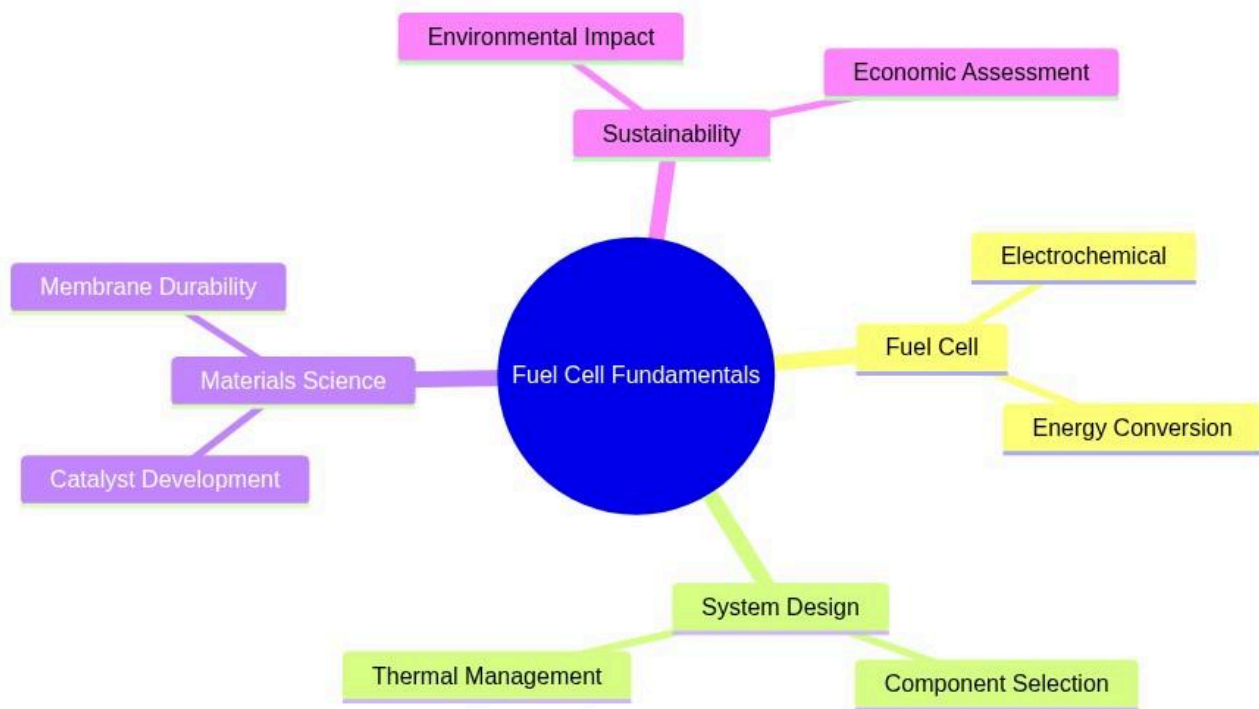 Environmental Impact
Economic Assessment
Sustainability
Electrochemical
Membrane Durability
Fuel Cell
Materials Science
Fuel Cell Fundamentals
Energy Conversion
Catalyst Development
System Design
Thermal Management
Component Selection